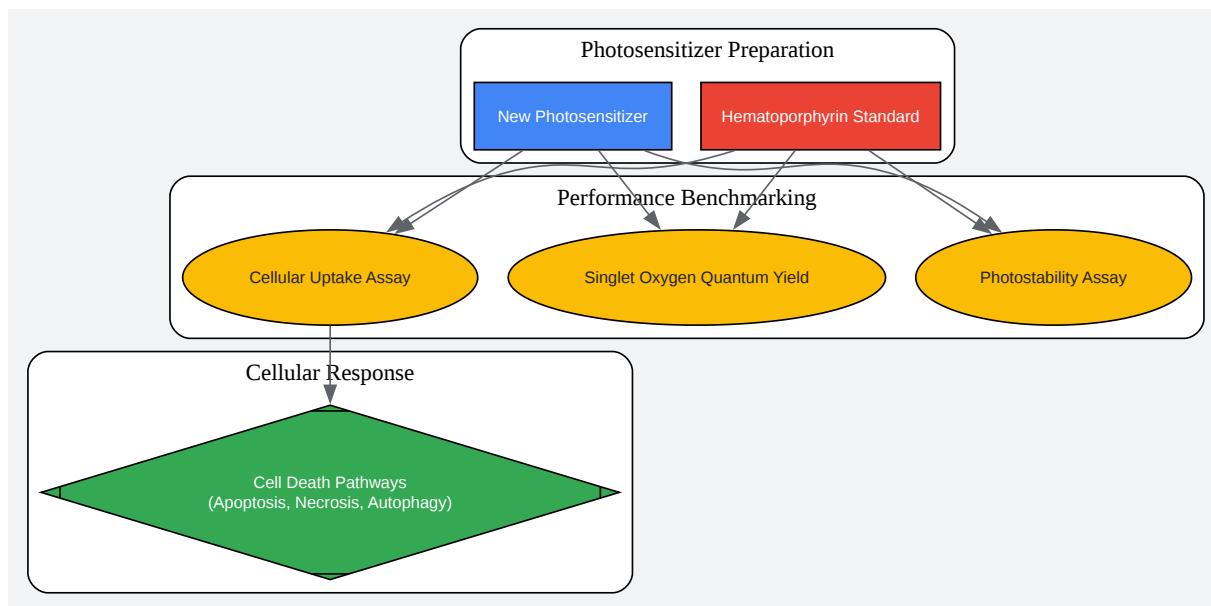 Photosensitizer Preparation
New Photosensitizer
Hematoporphyrin Standard
Performance Benchmarking
Cellular Uptake Assay
Singlet Oxygen Quantum Yield
Photostability Assay
Cellular Response
Cell Death Pathways
(Apoptosis, Necrosis, Autophagy)